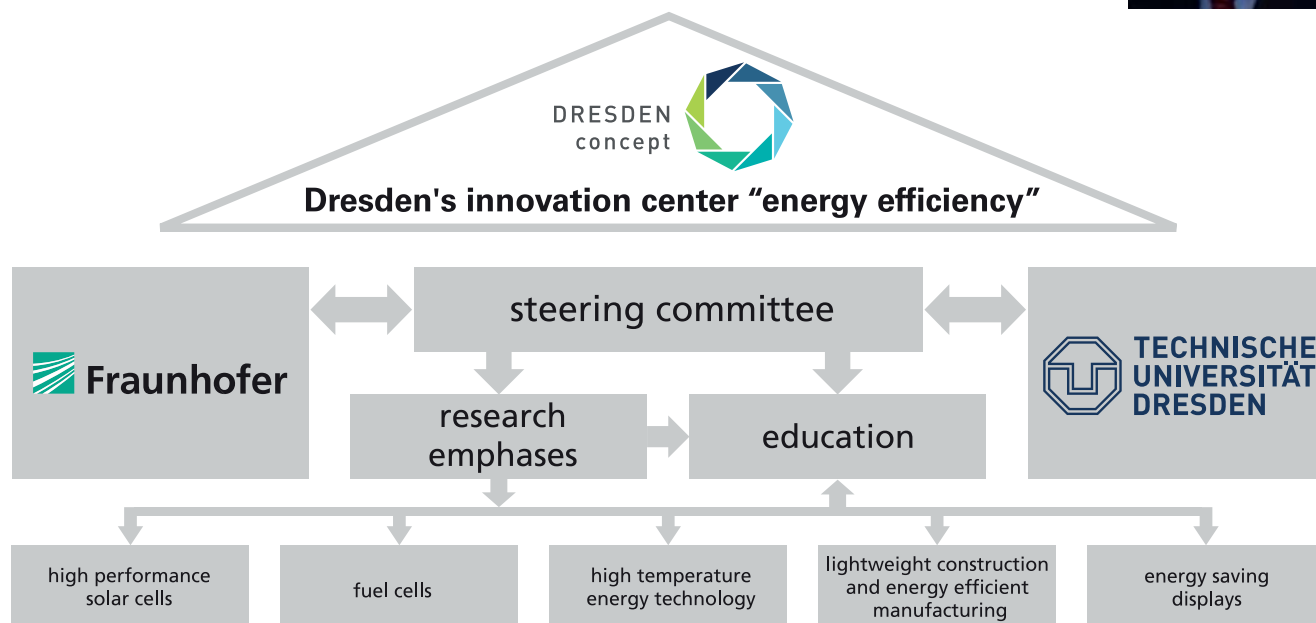 DRESDEN
concept
Dresden's innovation center “energy efficiency”
Fraunhofer
steering committee
TECHNISCHE
UNIVERSITÄT
DRESDEN
research
emphases
education
high performance
solar cells
fuel cells
high temperature
energy technology
lightweight construction
and energy efficient
manufacturing
energy saving
displays